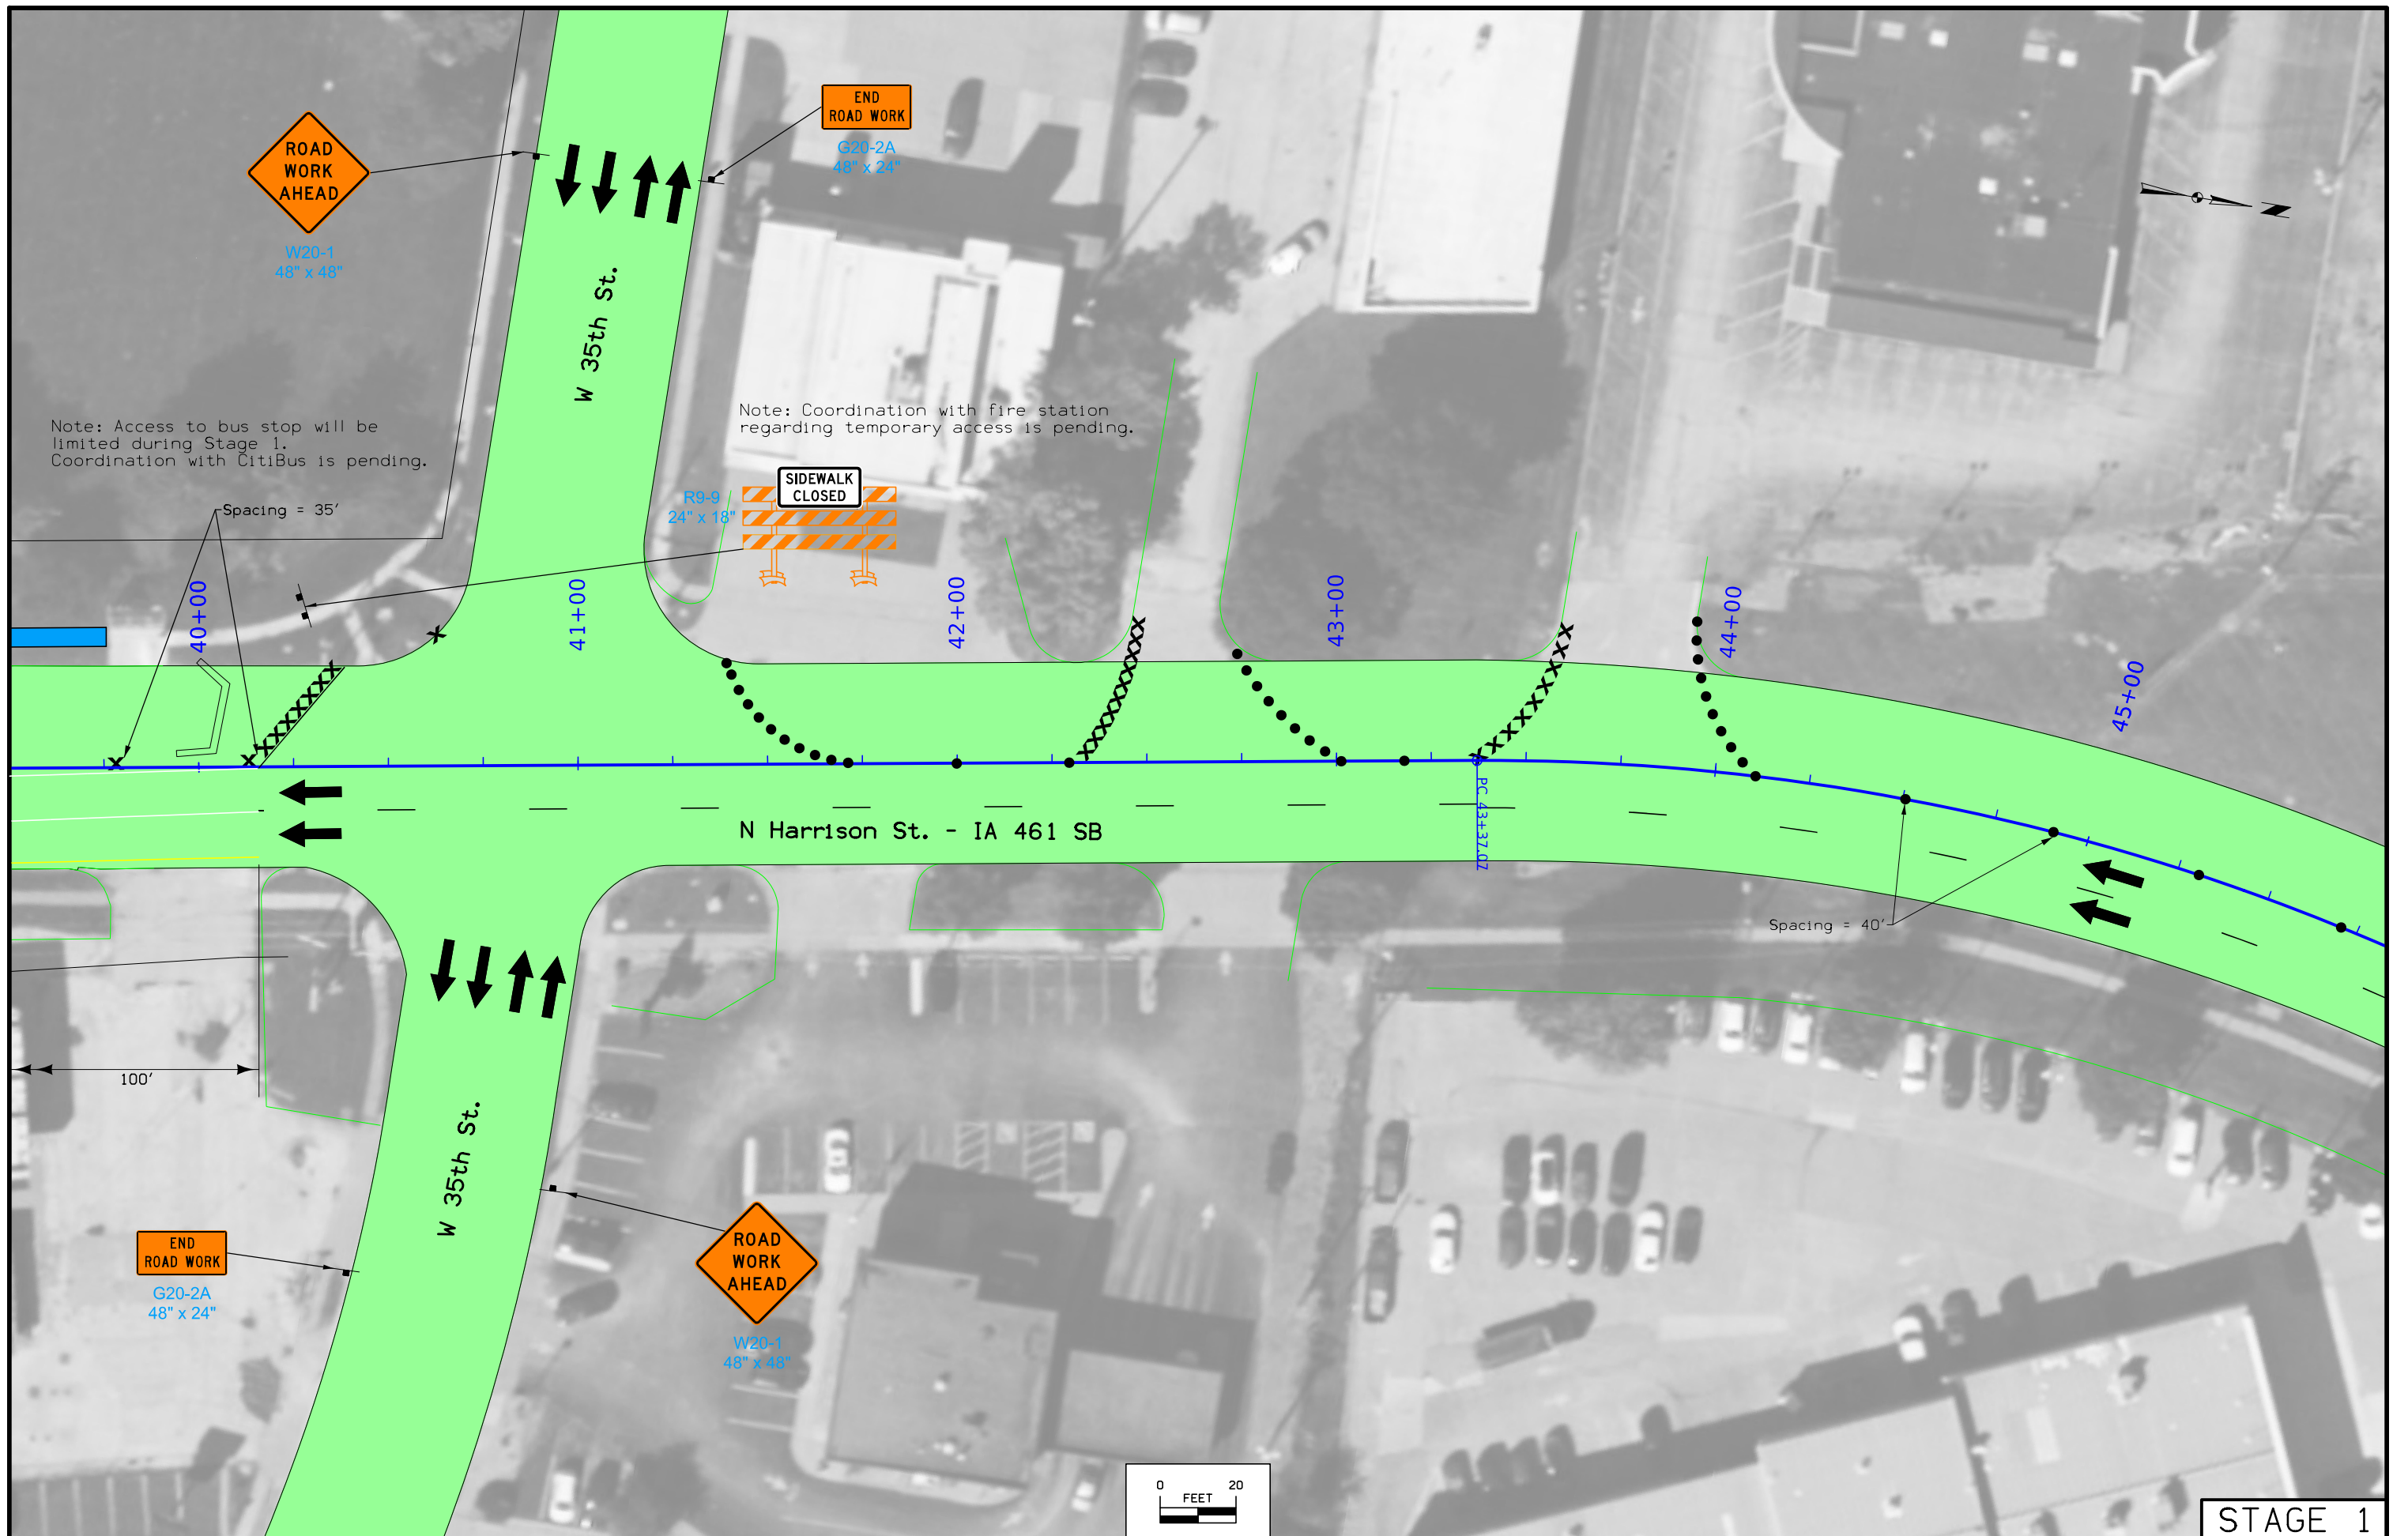 END
ROAD WORK
G20-2A
48" x 24"
ROAD
WORK
AHEAD
W20-1
48" x 48"
N
W 35th St.
Note: Access to bus stop will be
limited during Stage 1.
Coordination with CitiBus is pending.
Note: Coordination with fire station
regarding temporary access is pending.
SIDEWALK
CLOSED
R9-9
24" x 18"
Spacing = 35'
40+00
41+00
42+00
43+00
44+00
45+00
PC 43+37.07
N Harrison St. - IA 461 SB
Spacing = 40'
100'
W 35th St.
END
ROAD WORK
G20-2A
48" x 24"
ROAD
WORK
AHEAD
W20-1
48" x 48"
0 20
FEET
STAGE 1